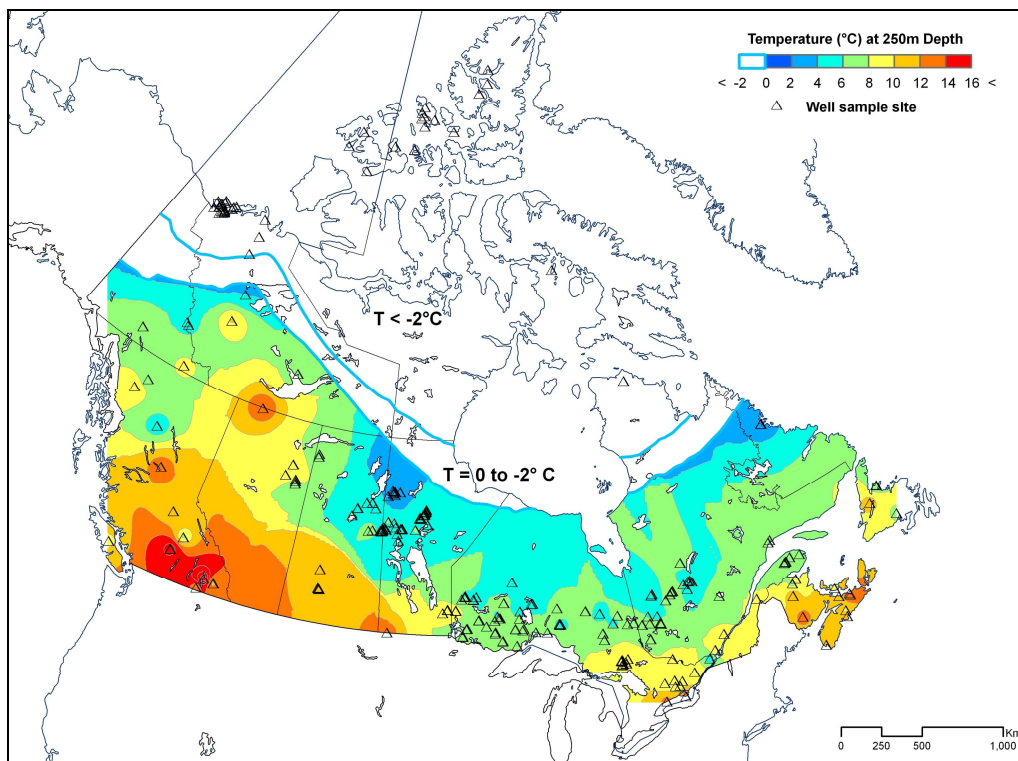 Temperature (°C) at 250m Depth
< -2 0 2 4 6 8 10 12 14 16 <
Well sample site
T < -2°C
T = 0 to -2° C
Km
0 250 500 1,000